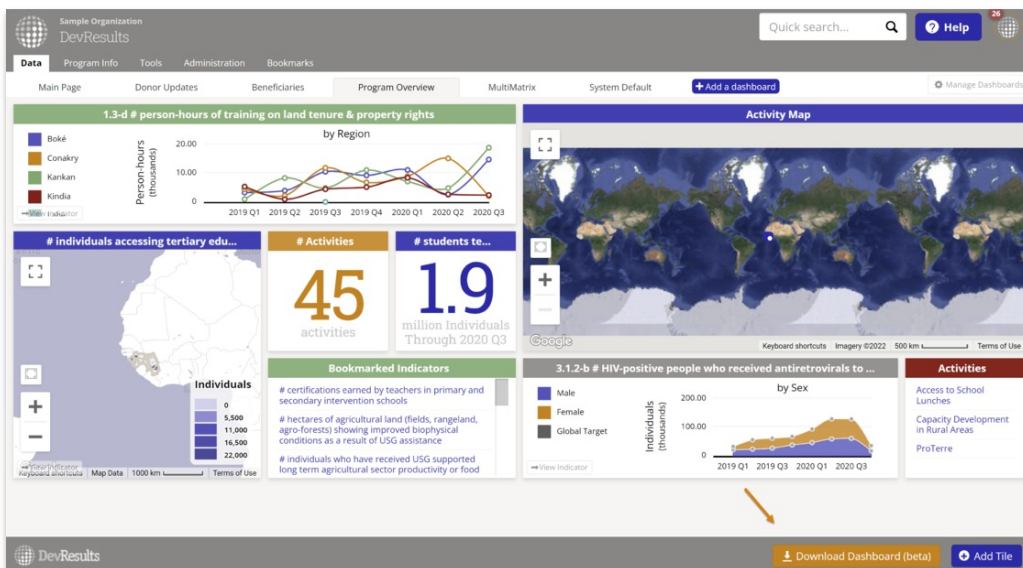 Sample Organization
DevResults
Quick search...
Help
26
Data
Program Info
Tools
Administration
Bookmarks
Main Page
Donor Updates
Beneficiaries
Program Overview
MultiMatrix
System Default
Add a dashboard
Manage Dashboards
1.3-d # person-hours of training on land tenure & property rights
Boké
Conakry
Kankan
Kindia
View Indicator
by Region
Person-hours
(thousands)
20.00
10.00
0
2019 Q1
2019 Q2
2019 Q3
2019 Q4
2020 Q1
2020 Q2
2020 Q3
Activity Map
Google
Keyboard shortcuts
Imagery ©2022
500 km
Terms of Use
# individuals accessing tertiary edu...
Individuals
0
5,500
11,000
16,500
22,000
View Indicator
Keyboard shortcuts
Map Data
1000 km
Terms of Use
# Activities
45
activities
# students te...
1.9
million Individuals
Through 2020 Q3
Bookmarked Indicators
# certifications earned by teachers in primary and
secondary intervention schools
# hectares of agricultural land (fields, rangeland,
agro-forests) showing improved biophysical
conditions as a result of USG assistance
# individuals who have received USG supported
long term agricultural sector productivity or food
3.1.2-b # HIV-positive people who received antiretrovirals to ...
Male
Female
Global Target
View Indicator
by Sex
Individuals
(thousands)
200.00
100.00
0
2019 Q1
2019 Q3
2020 Q1
2020 Q3
Activities
Access to School
Lunches
Capacity Development
in Rural Areas
ProTerre
DevResults
Download Dashboard (beta)
Add Tile